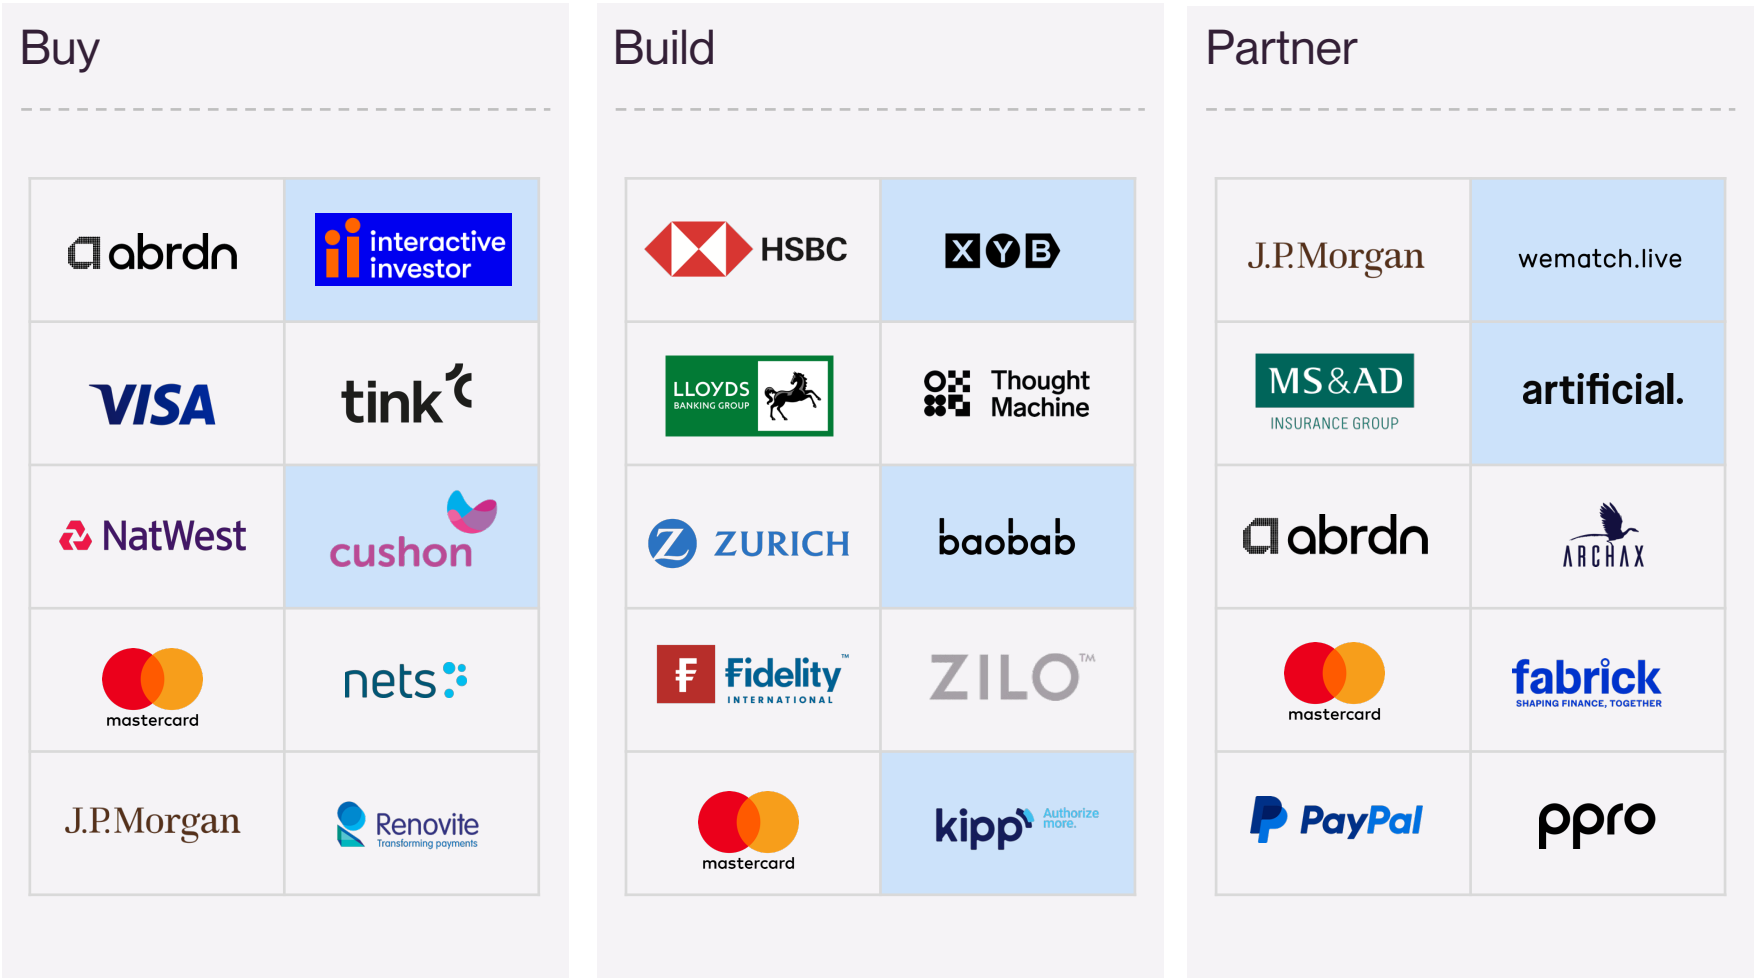 Buy
abrdn
interactive
investor
VISA
tink
NatWest
cushon
mastercard
nets
J.P.Morgan
Renovite
Transforming payments
Build
HSBC
XYB
LLOYDS
BANKING GROUP
Thought
Machine
Z ZURICH
baobab
Fidelity™
INTERNATIONAL
ZILO™
mastercard
kipp
Authorize
more.
Partner
J.P.Morgan
wematch.live
MS&AD
INSURANCE GROUP
artificial.
abrdn
ARCHAX
mastercard
fabrick
SHAPING FINANCE, TOGETHER
PayPal
ppro